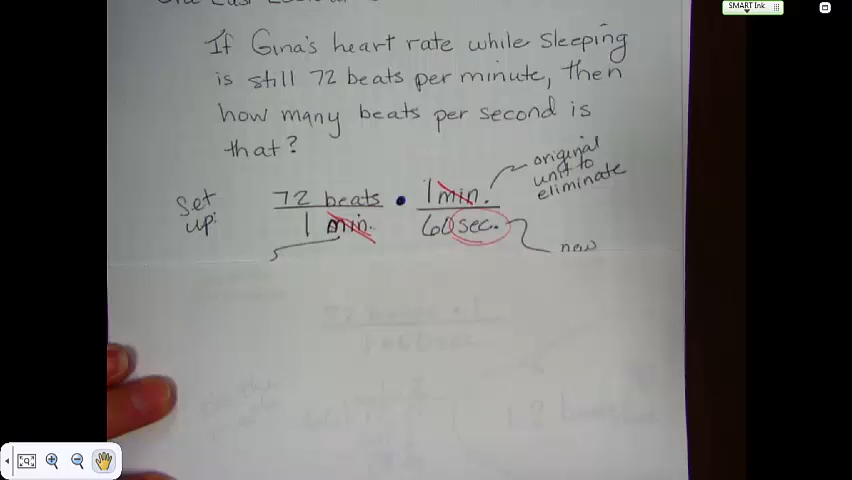 If Gina's heart rate while sleeping
is still 72 beats per minute, then
how many beats per second is
that?
Set
up:
72 beats • 1 min.
1 min. 60 sec.
original
unit to
eliminate
new
SMART Ink